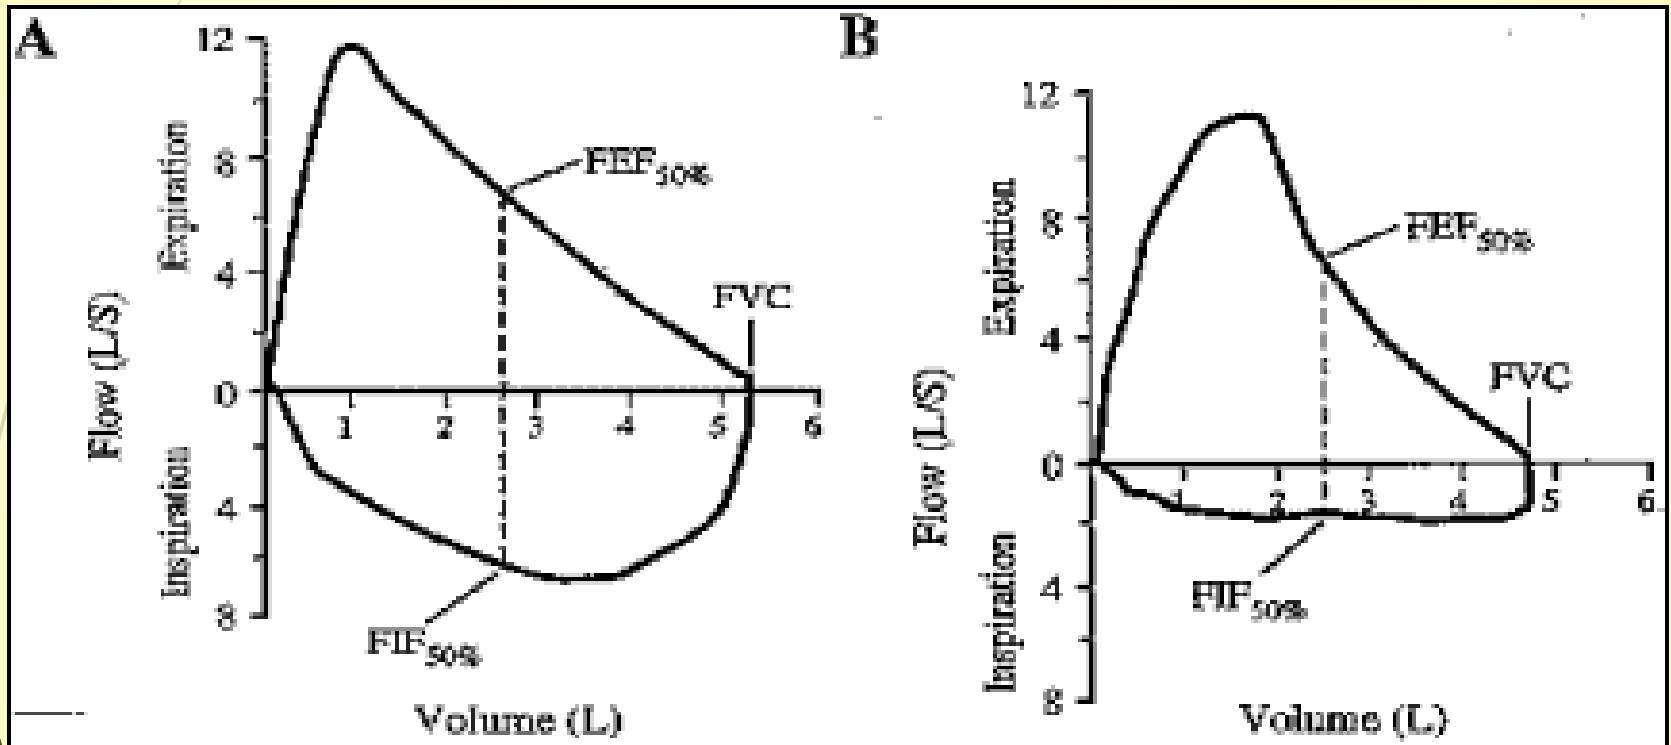 A
12
8
4
0
4
8
Expiration
Flow (L/S)
Inspiration
FEF50%
FVC
1 2 3 4 5 6
FIF50%
Volume (L)
B
12
8
4
0
4
8
Expiration
Flow (L/S)
Inspiration
FEF50%
FVC
1 2 3 4 5 6
FIF50%
Volume (L)